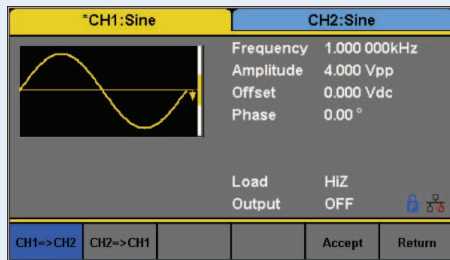 *CH1:Sine CH2:Sine
Frequency 1.000 000kHz
Amplitude 4.000 Vpp
Offset 0.000 Vdc
Phase 0.00 °
Load HiZ
Output OFF
CH1=>CH2 CH2=>CH1 Accept Return